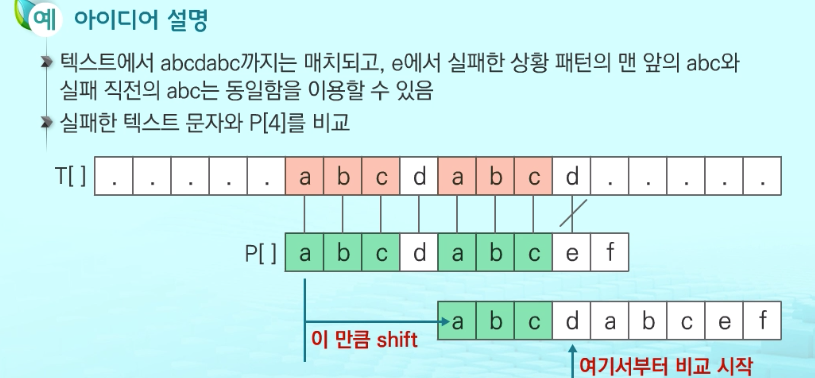 예 아이디어 설명
텍스트에서 abcdabc까지는 매치되고, e에서 실패한 상황 패턴의 맨 앞의 abc와
실패 직전의 abc는 동일함을 이용할 수 있음
실패한 텍스트 문자와 P[4]를 비교
T[ ] . . . . . a b c d a b c d . . . . .
P[ ] a b c d a b c e f
a b c d a b c e f
이 만큼 shift
여기서부터 비교 시작